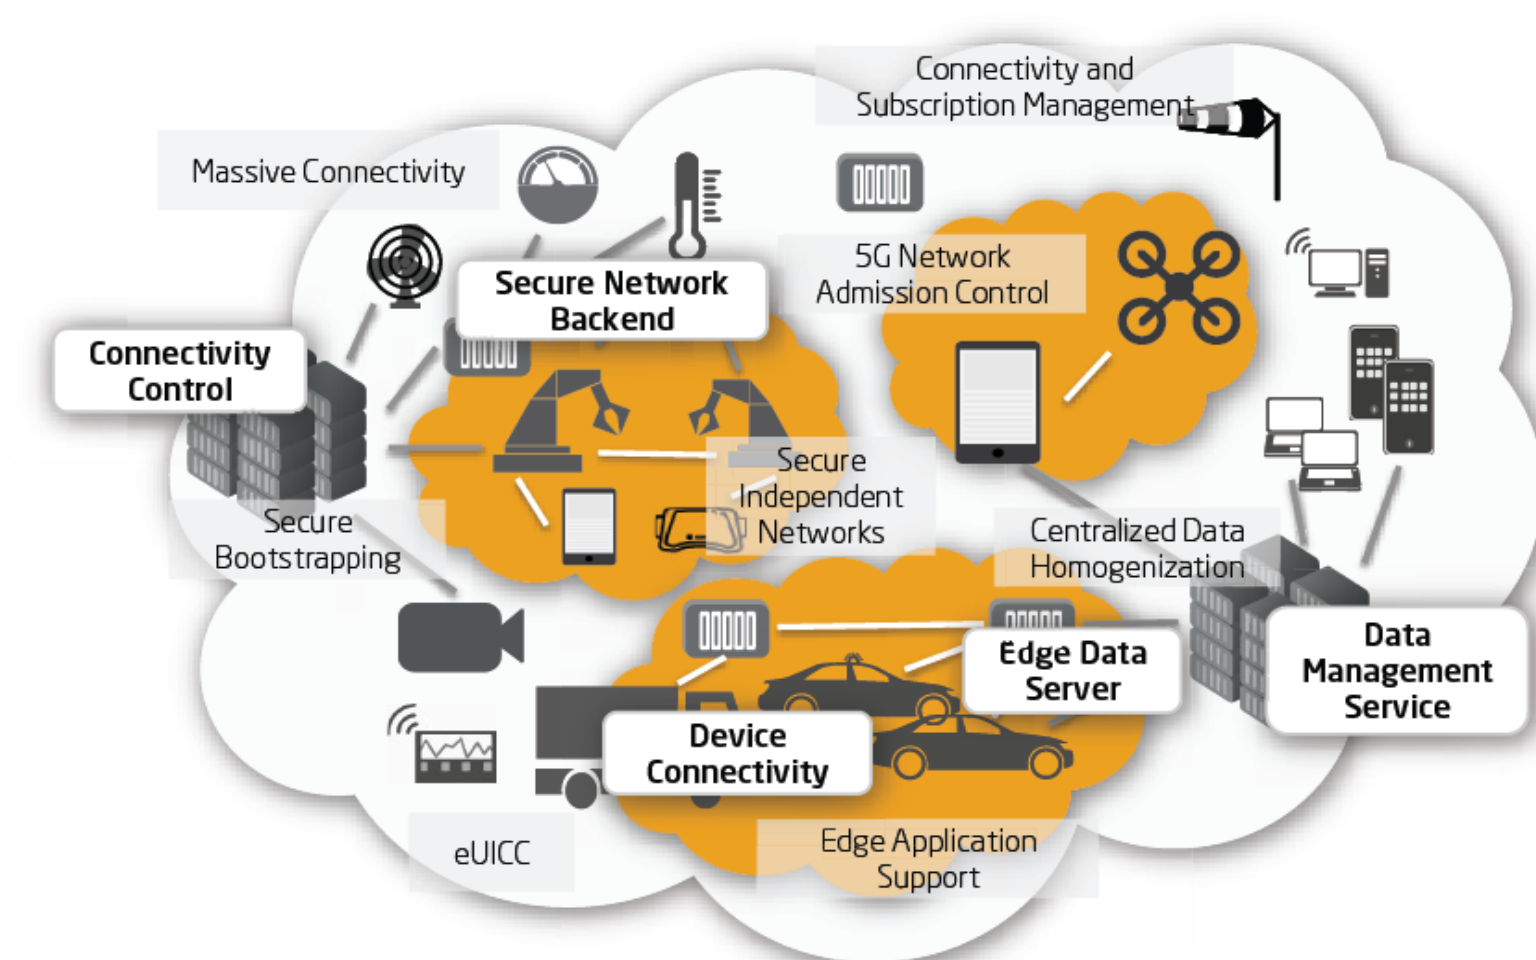 Connectivity and
Subscription Management
Massive Connectivity
5G Network
Admission Control
Secure Network
Backend
Connectivity
Control
Secure
Independent
Networks
Secure
Bootstrapping
Centralized Data
Homogenization
Edge Data
Server
Data
Management
Service
Device
Connectivity
Edge Application
Support
eUICC